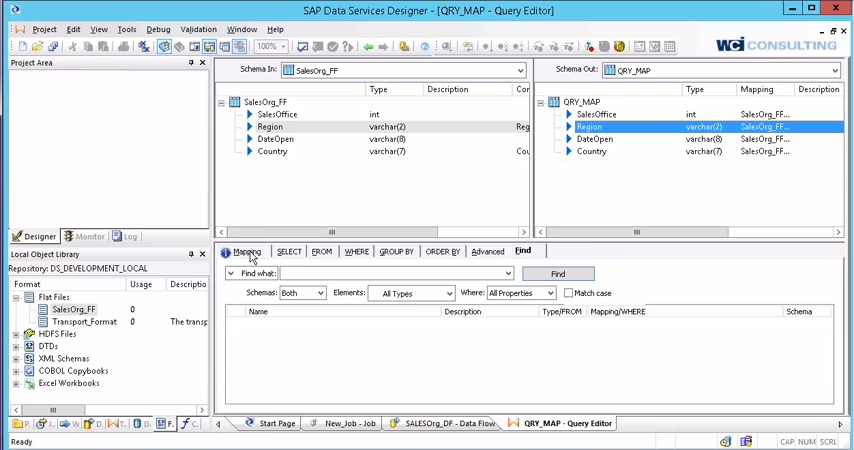 SAP Data Services Designer - [QRY_MAP - Query Editor]
Project Edit View Tools Debug Validation Window Help
100%
WCI CONSULTING
Project Area
Schema In: SalesOrg_FF
Schema Out: QRY_MAP
Type Description Cor
Type Mapping
SalesOrg_FF
SalesOffice int
Region varchar(2) Reg
DateOpen varchar(8)
Country varchar(7) Cou
QRY_MAP
SalesOffice int SalesOrg_FF...
Region varchar(2) SalesOrg_FF...
DateOpen varchar(8) SalesOrg_FF...
Country varchar(7) SalesOrg_FF...
Designer Monitor Log
Local Object Library
Repository: DS_DEVELOPMENT_LOCAL
Format Usage Descriptio
Flat Files
SalesOrg_FF 0
Transport_Format 0 The transp
HDFS Files
DTDs
XML Schemas
COBOL Copybooks
Excel Workbooks
Mapping SELECT FROM WHERE GROUP BY ORDER BY Advanced Find
Find what: Find
Schemas: Both Elements: All Types Where: All Properties Match case
Name Description Type/FROM Mapping/WHERE Schema
P. J.. W D. T.. D. F. C.
Start Page New_Job - Job SALESOrg_DF - Data Flow QRY_MAP - Query Editor
Ready
CAP NUM SCRL